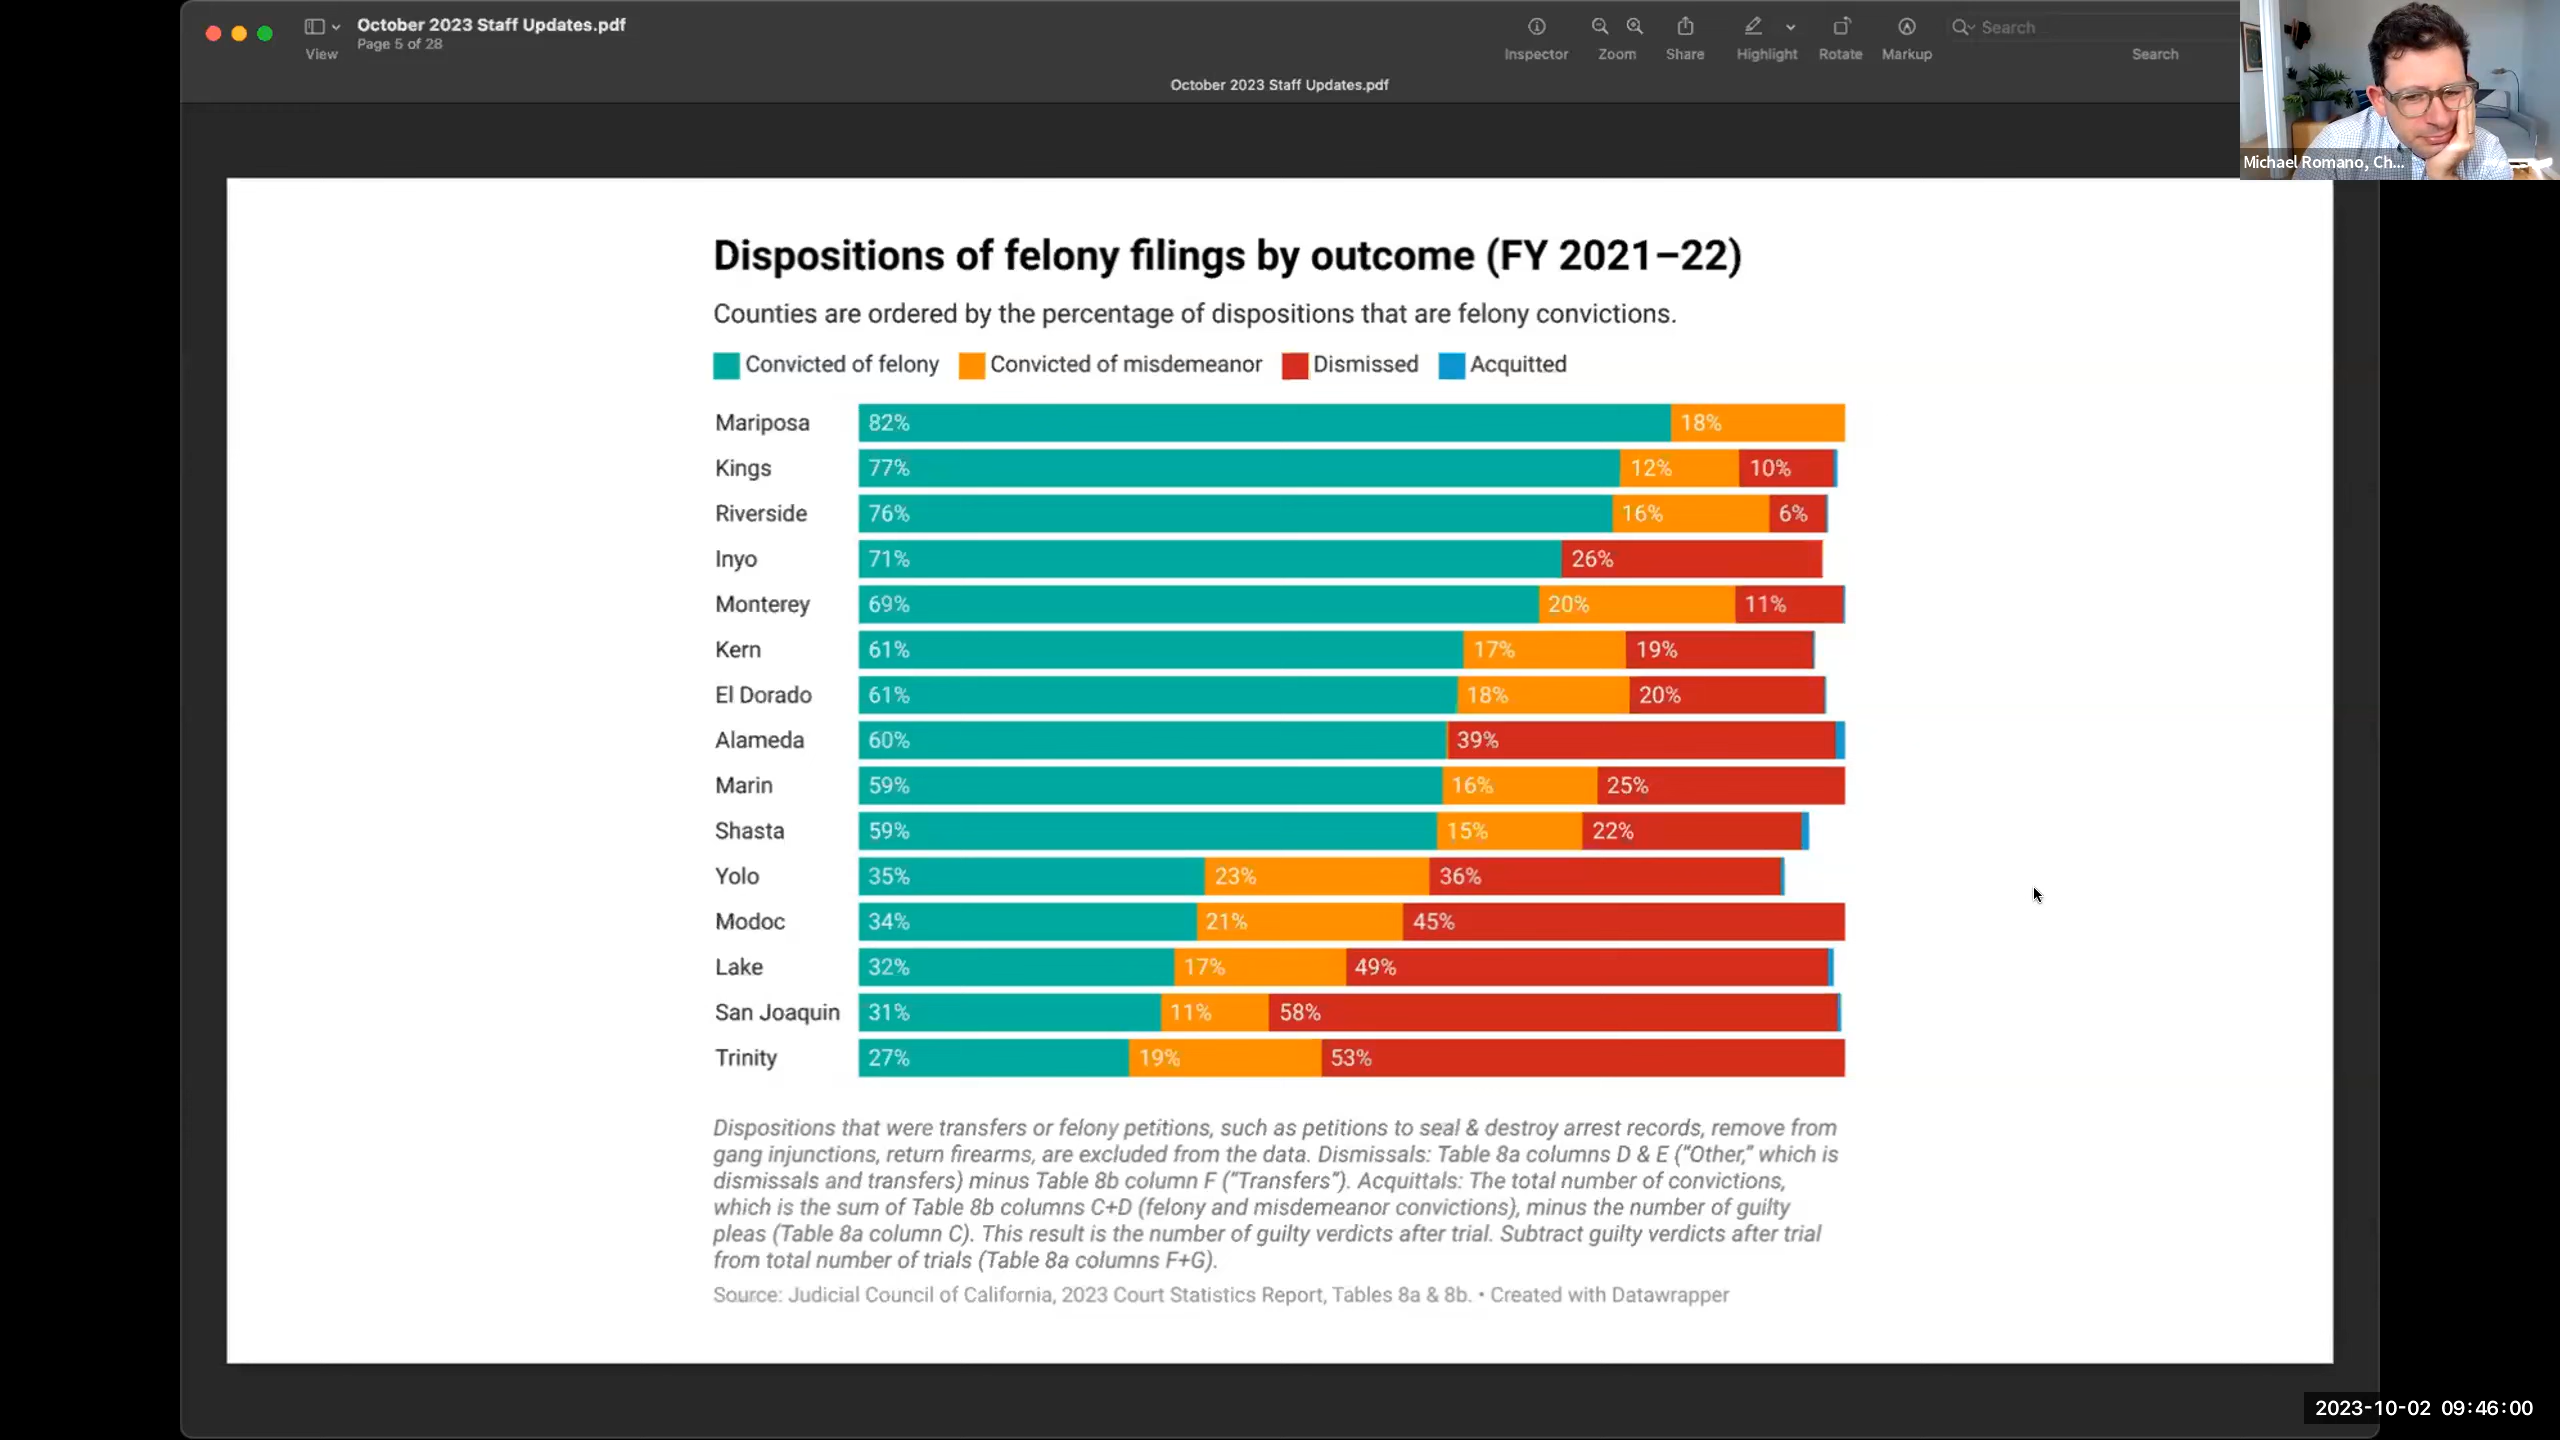 October 2023 Staff Updates.pdf
Page 5 of 28
View
Inspector
Zoom
Share
Highlight
Rotate
Markup
Search
Search
October 2023 Staff Updates.pdf
Michael Romano, Ch...
Dispositions of felony filings by outcome (FY 2021–22)
Counties are ordered by the percentage of dispositions that are felony convictions.
Convicted of felony Convicted of misdemeanor Dismissed Acquitted
Mariposa 82% 18%
Kings 77% 12% 10%
Riverside 76% 16% 6%
Inyo 71% 26%
Monterey 69% 20% 11%
Kern 61% 17% 19%
El Dorado 61% 18% 20%
Alameda 60% 39%
Marin 59% 16% 25%
Shasta 59% 15% 22%
Yolo 35% 23% 36%
Modoc 34% 21% 45%
Lake 32% 17% 49%
San Joaquin 31% 11% 58%
Trinity 27% 19% 53%
Dispositions that were transfers or felony petitions, such as petitions to seal & destroy arrest records, remove from
gang injunctions, return firearms, are excluded from the data. Dismissals: Table 8a columns D & E ("Other," which is
dismissals and transfers) minus Table 8b column F ("Transfers"). Acquittals: The total number of convictions,
which is the sum of Table 8b columns C+D (felony and misdemeanor convictions), minus the number of guilty
pleas (Table 8a column C). This result is the number of guilty verdicts after trial. Subtract guilty verdicts after trial
from total number of trials (Table 8a columns F+G).
Source: Judicial Council of California, 2023 Court Statistics Report, Tables 8a & 8b. • Created with Datawrapper
2023-10-02 09:46:00